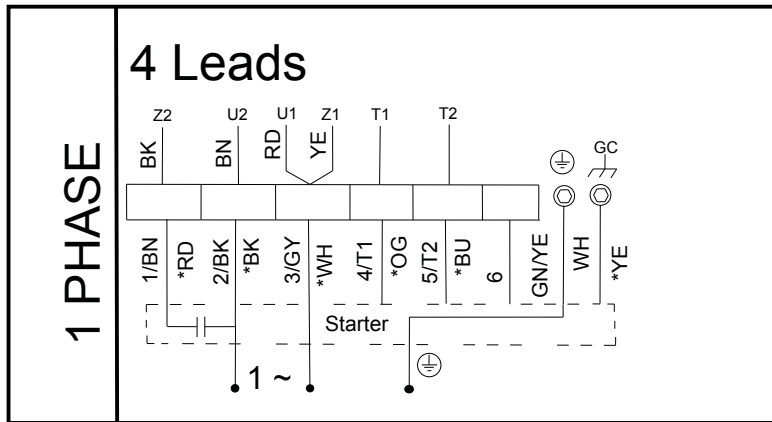 1 PHASE
4 Leads
Z2 U2 U1 Z1 T1 T2
GC
BK BN RD YE
1/BN *RD 2/BK *BK 3/GY *WH 4/T1 *OG 5/T2 *BU 6 GN/YE WH *YE
Starter
1 ~